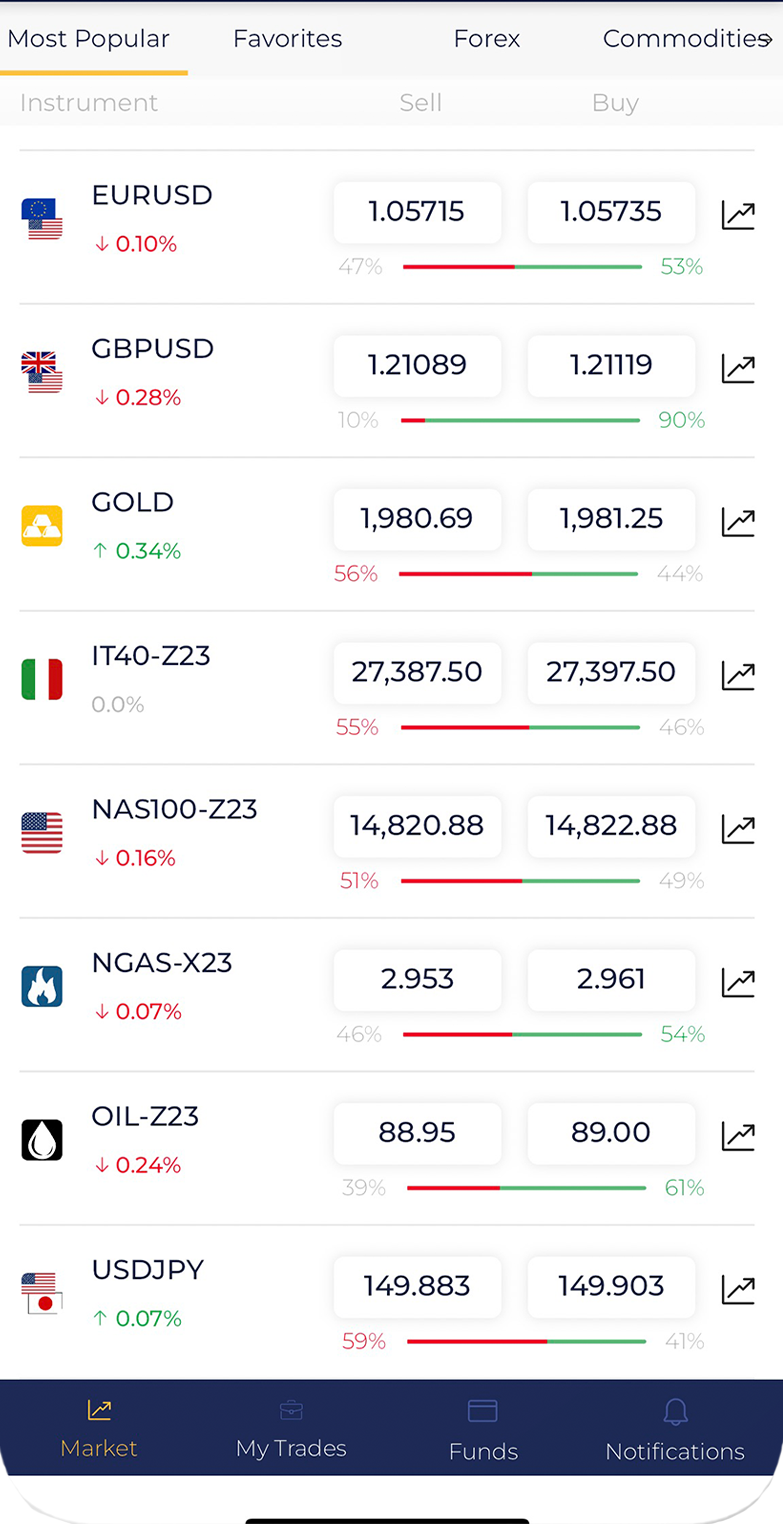 Most Popular Favorites Forex Commodities
Instrument Sell Buy
EURUSD 1.05715 1.05735
↓ 0.10% 47% 53%
GBPUSD 1.21089 1.21119
↓ 0.28% 10% 90%
GOLD 1,980.69 1,981.25
↑ 0.34% 56% 44%
IT40-Z23 27,387.50 27,397.50
0.0% 55% 46%
NAS100-Z23 14,820.88 14,822.88
↓ 0.16% 51% 49%
NGAS-X23 2.953 2.961
↓ 0.07% 46% 54%
OIL-Z23 88.95 89.00
↓ 0.24% 39% 61%
USDJPY 149.883 149.903
↑ 0.07% 59% 41%
Market My Trades Funds Notifications